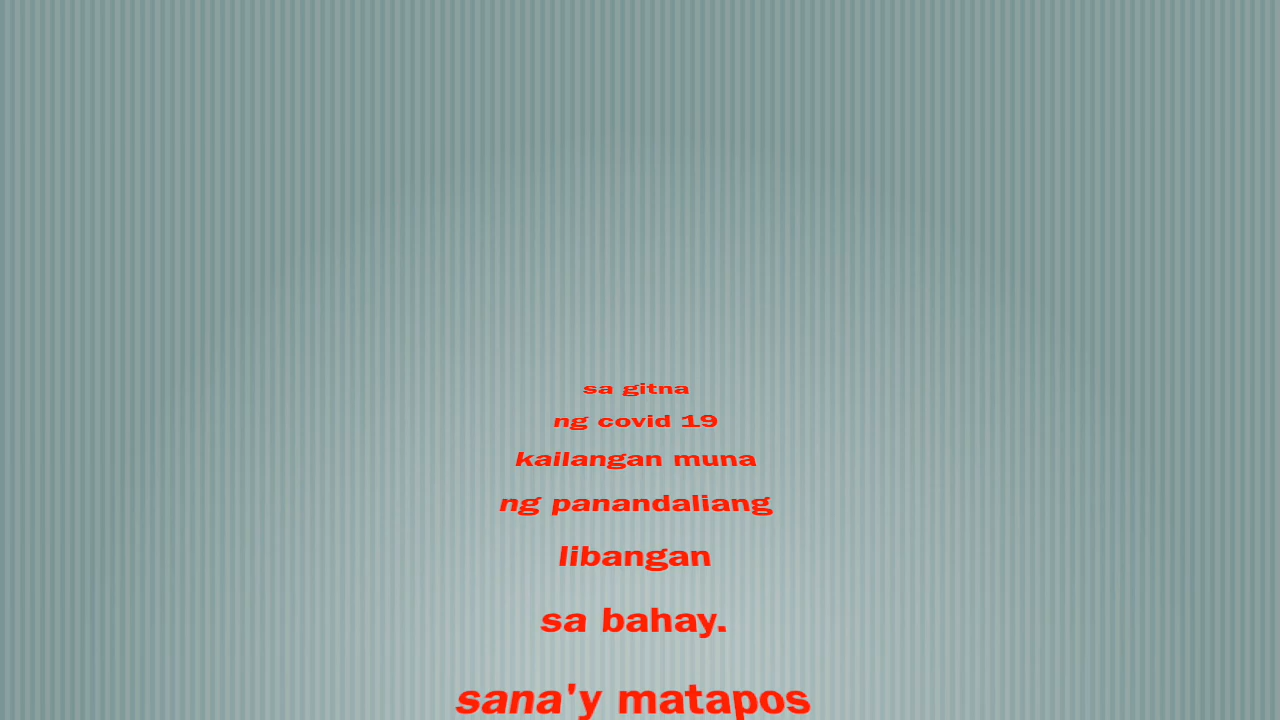 sa gitna
ng covid 19
kailangan muna
ng panandaliang
libangan
sa bahay.
sana'y matapos